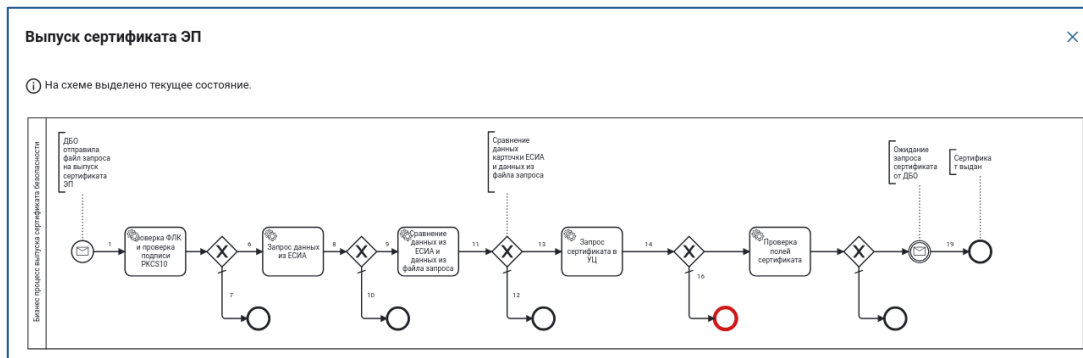 Выпуск сертификата ЭП
На схеме выделено текущее состояние.
Бизнес процесс выпуска сертификата безопасности
ДБО
отправила
файл запроса
на выпуск
сертификата
ЭП
Сравнение
данных
карточки ЕСИА
и данных из
файла запроса
Ожидание
запроса
сертификата
от ДБО
Сертифика
т выдан
1
оверка ФЛК
и проверка
подписи
PKCS10
6
Запрос данных
из ЕСИА
8
9
Сравнение
данных из
ЕСИА и
данных из
файла запроса
11
13
Запрос
сертификата в
УЦ
14
Проверка
полей
сертификата
19
7
10
12
16